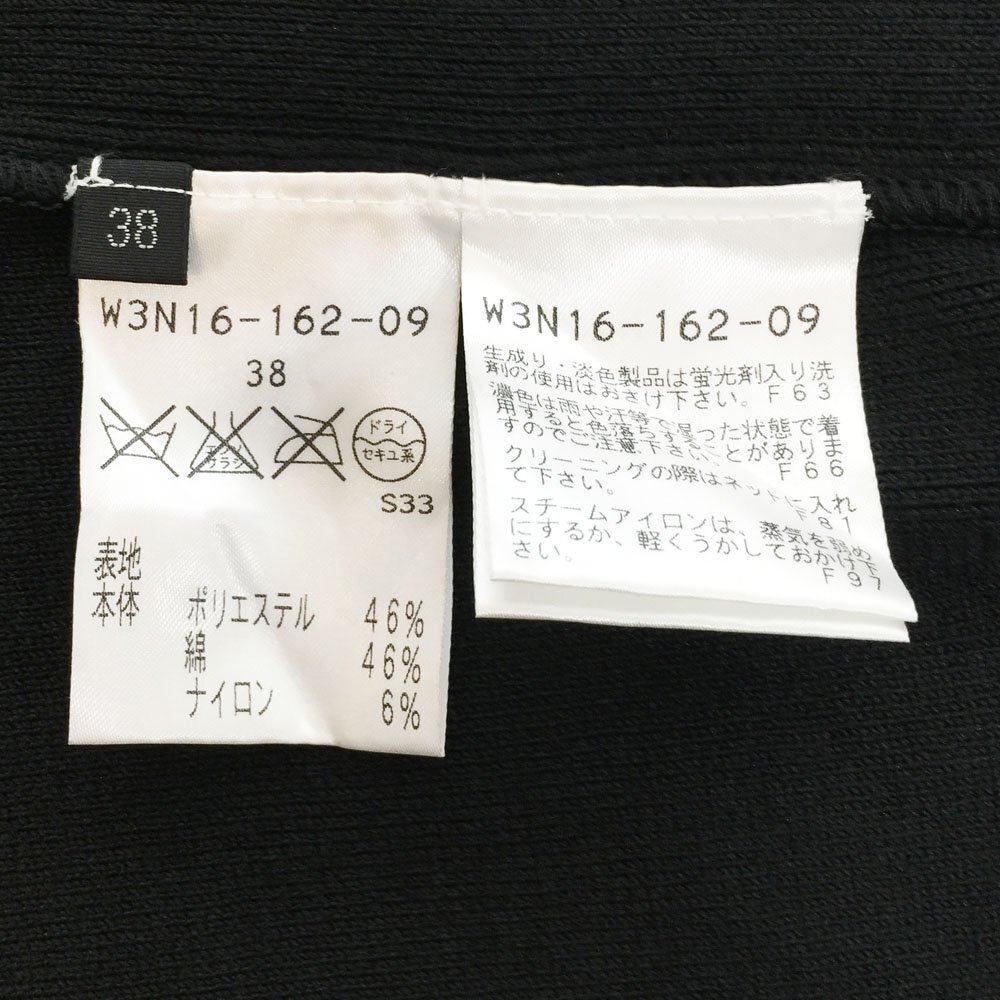 38
W3N16-162-09
38
ドライ
セキユ系
S33
表地
本体 ポリエステル 46%
綿 46%
ナイロン 6%
W3N16-162-09
生成り・淡色製品は蛍光剤入り洗
剤の使用はおさけ下さい。F63
濃色は雨や汗等で湿った状態で着
用すると色落ちすることがありま
すのでご注意下さい。F66
クリーニングの際はネットに入れ
て下さい。F81
スチームアイロンは、蒸気を弱め
にするか、軽くうかしておかけ下
さい。F97